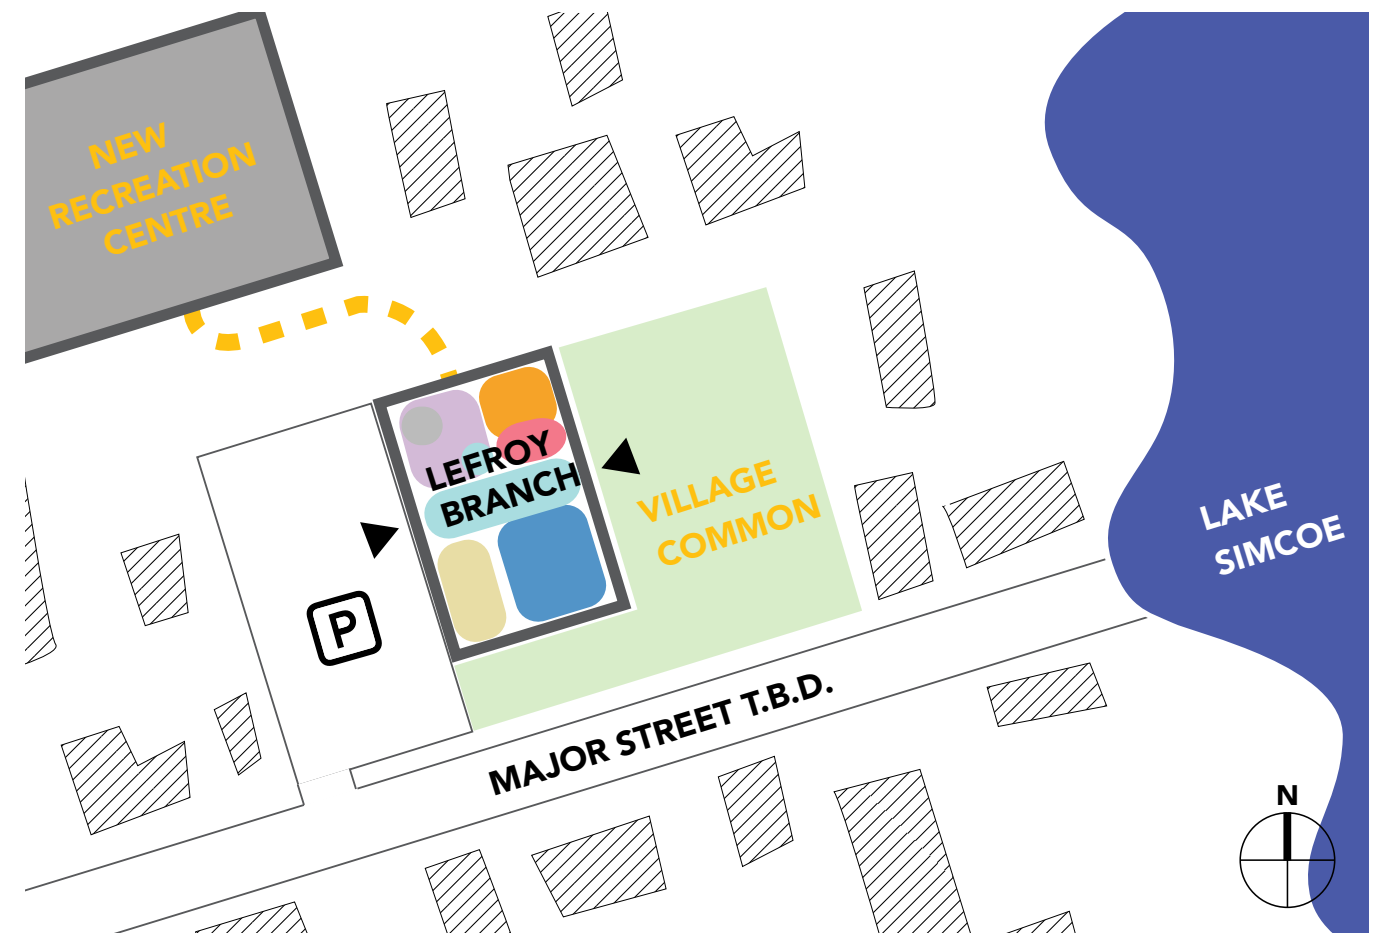 NEW
RECREATION
CENTRE
LEFROY
BRANCH
VILLAGE
COMMON
LAKE
SIMCOE
P
MAJOR STREET T.B.D.
N